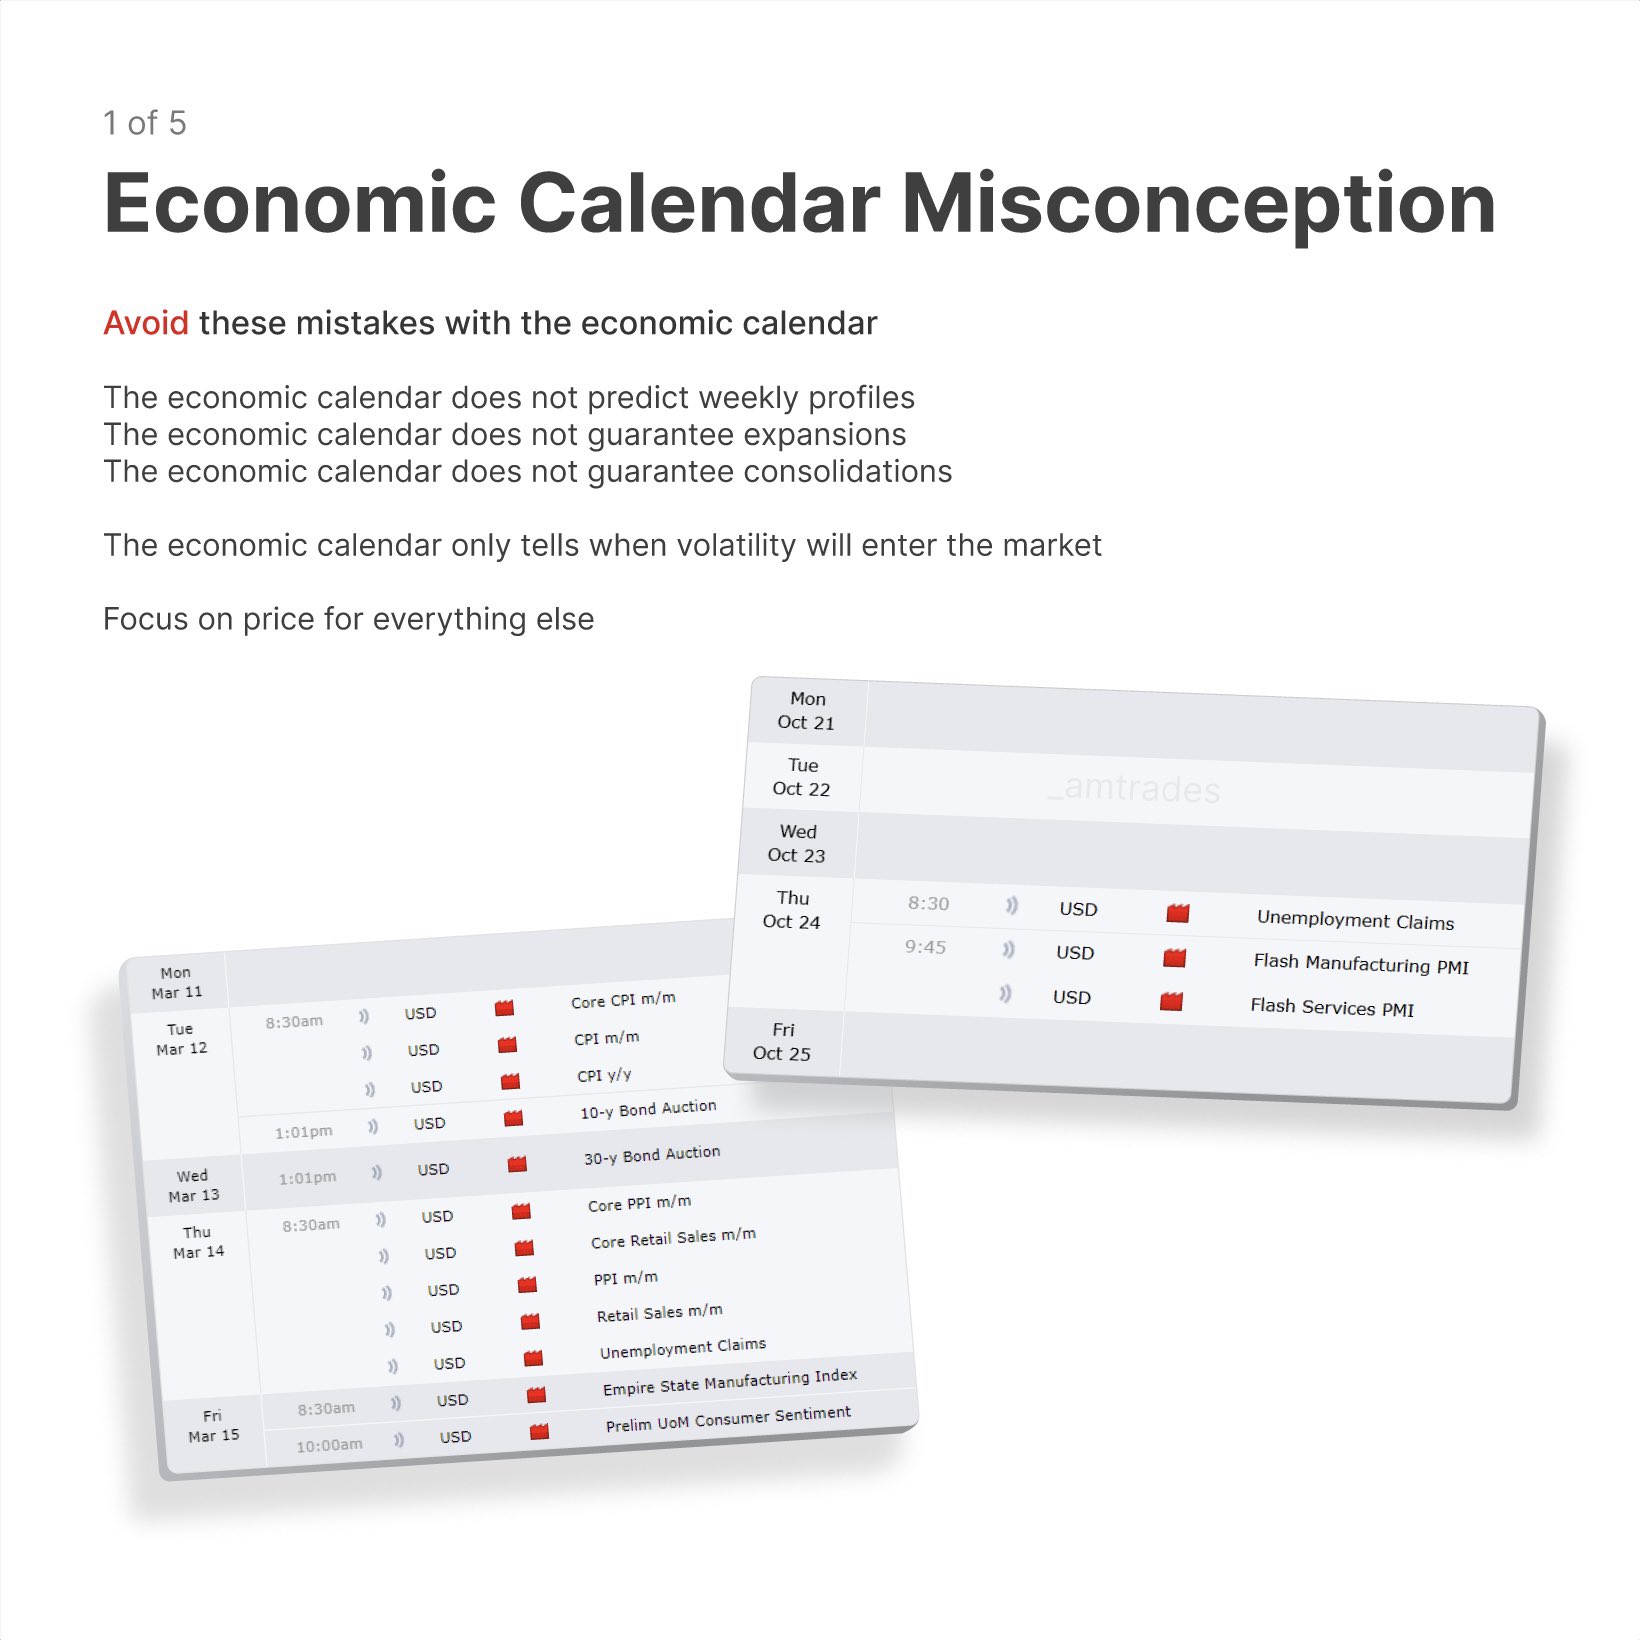 1 of 5
Economic Calendar Misconception
Avoid these mistakes with the economic calendar
The economic calendar does not predict weekly profiles
The economic calendar does not guarantee expansions
The economic calendar does not guarantee consolidations
The economic calendar only tells when volatility will enter the market
Focus on price for everything else
Mon
Oct 21
Tue
Oct 22
_amtrades
Wed
Oct 23
Thu
Oct 24
8:30 USD Unemployment Claims
9:45 USD Flash Manufacturing PMI
USD Flash Services PMI
Fri
Oct 25
Mon
Mar 11
Tue
Mar 12
8:30am USD Core CPI m/m
USD CPI m/m
USD CPI y/y
1:01pm USD 10-y Bond Auction
Wed
Mar 13
1:01pm USD 30-y Bond Auction
Thu
Mar 14
8:30am USD Core PPI m/m
USD Core Retail Sales m/m
USD PPI m/m
USD Retail Sales m/m
USD Unemployment Claims
Fri
Mar 15
8:30am USD Empire State Manufacturing Index
10:00am USD Prelim UoM Consumer Sentiment